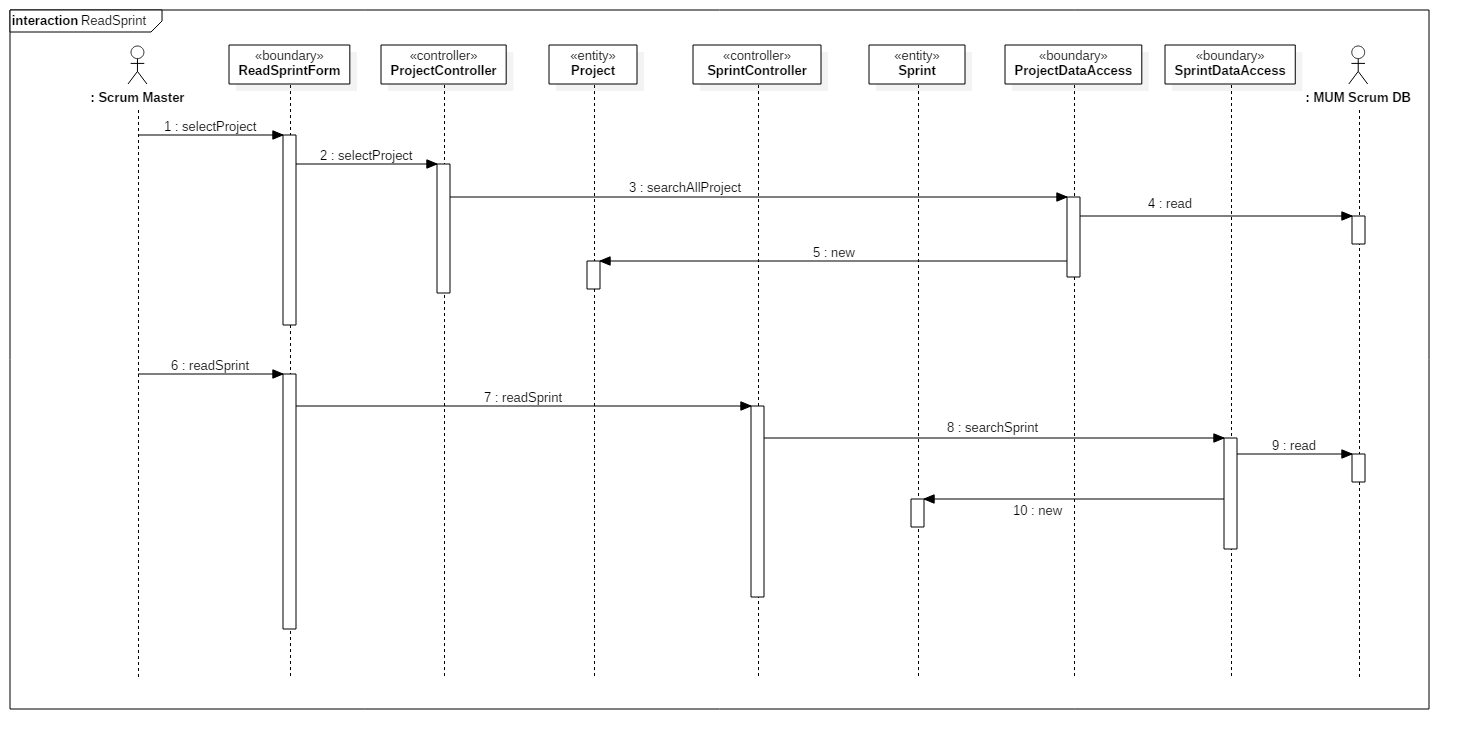 interaction ReadSprint
«boundary»
ReadSprintForm
«controller»
ProjectController
«entity»
Project
«controller»
SprintController
«entity»
Sprint
«boundary»
ProjectDataAccess
«boundary»
SprintDataAccess
: Scrum Master
: MUM Scrum DB
1 : selectProject
2 : selectProject
3 : searchAllProject
4 : read
5 : new
6 : readSprint
7 : readSprint
8 : searchSprint
9 : read
10 : new